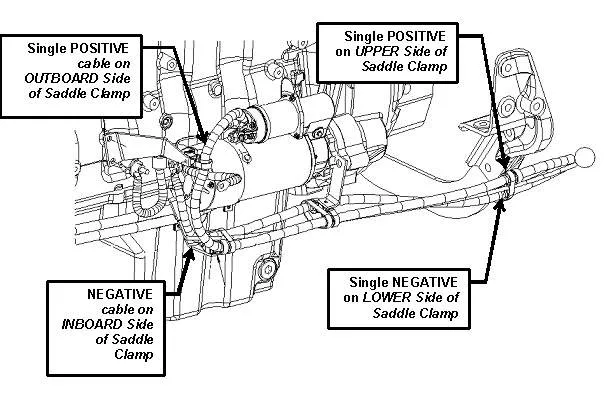 Single POSITIVE
cable on
OUTBOARD Side
of Saddle Clamp
Single POSITIVE
on UPPER Side of
Saddle Clamp
NEGATIVE
cable on
INBOARD Side
of Saddle
Clamp
Single NEGATIVE
on LOWER Side of
Saddle Clamp